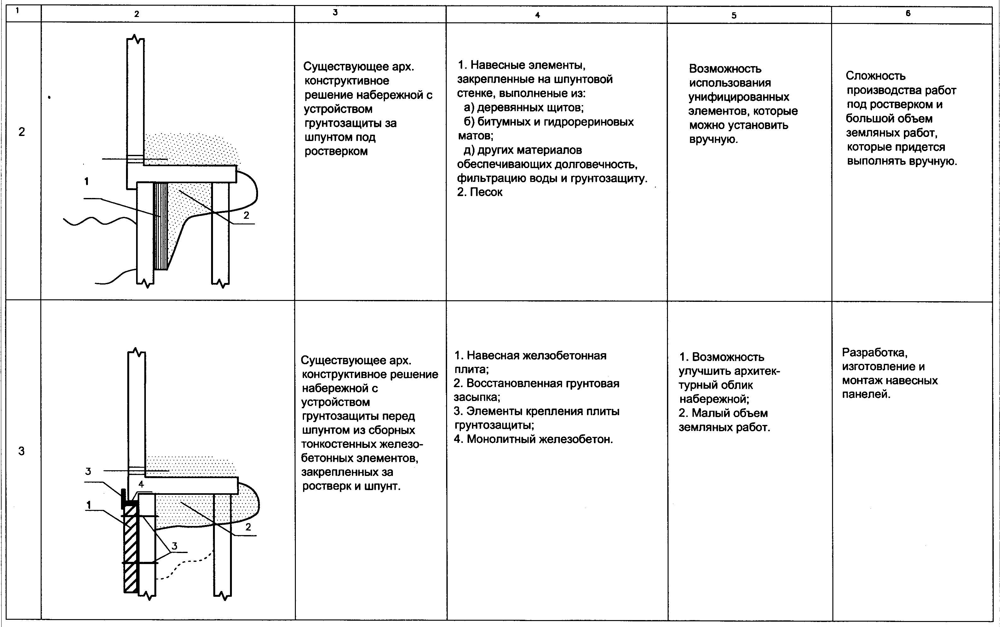 1 2 3 4 5 6
2
1
2
Существующее арх.
конструктивное
решение набережной с
устройством
грунтозащиты за
шпунтом под
ростверком
1. Навесные элементы,
закрепленные на шпунтовой
стенке, выполненые из:
а) деревянных щитов;
б) битумных и гидрорериновых
матов;
д) других материалов
обеспечивающих долговечность,
фильтрацию воды и грунтозащиту.
2. Песок
Возможность
использования
унифицированных
элементов, которые
можно установить
вручную.
Сложность
производства работ
под ростверком и
большой объем
земляных работ,
которые придется
выполнять вручную.
3
3
4
1
2
3
Существующее арх.
конструктивное решение
набережной с
устройством
грунтозащиты перед
шпунтом из сборных
тонкостенных железо-
бетонных элементов,
закрепленных за
ростверк и шпунт.
1. Навесная желзобетонная
плита;
2. Восстановленная грунтовая
засыпка;
3. Элементы крепления плиты
грунтозащиты;
4. Монолитный железобетон.
1. Возможность
улучшить архитек-
турный облик
набережной;
2. Малый объем
земляных работ.
Разработка,
изготовление и
монтаж навесных
панелей.